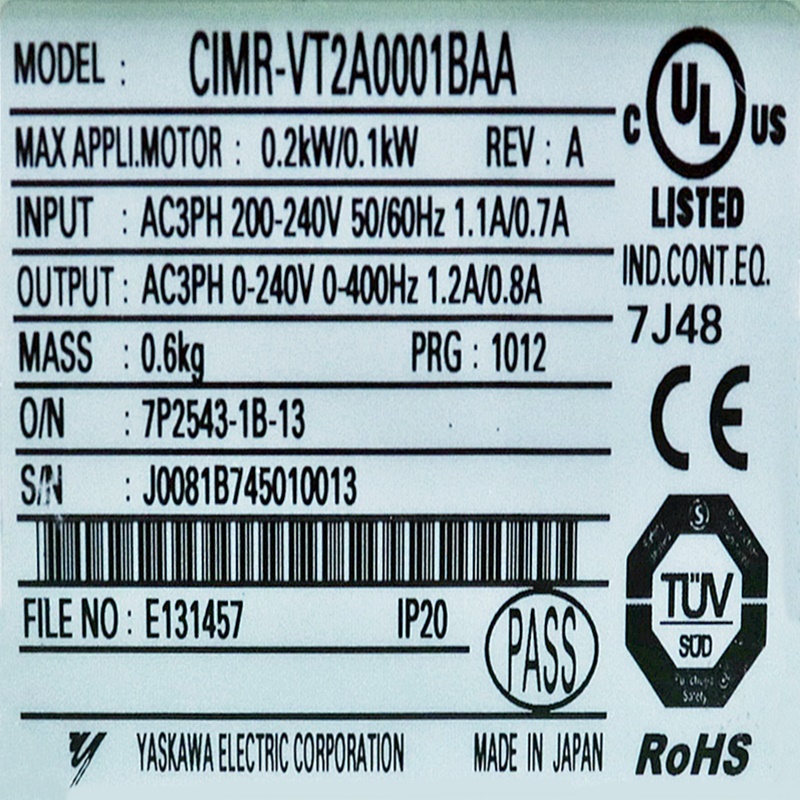 MODEL : CIMR-VT2A0001BAA
MAX APPLI.MOTOR : 0.2kW/0.1kW REV : A
INPUT : AC3PH 200-240V 50/60Hz 1.1A/0.7A
OUTPUT : AC3PH 0-240V 0-400Hz 1.2A/0.8A
MASS : 0.6kg PRG : 1012
O/N : 7P2543-1B-13
S/N : J0081B745010013
FILE NO : E131457 IP20
PASS
YASKAWA ELECTRIC CORPORATION MADE IN JAPAN
C UL US
LISTED
IND.CONT.EQ.
7J48
CE
S
TÜV
SÜD
Safety
RoHS